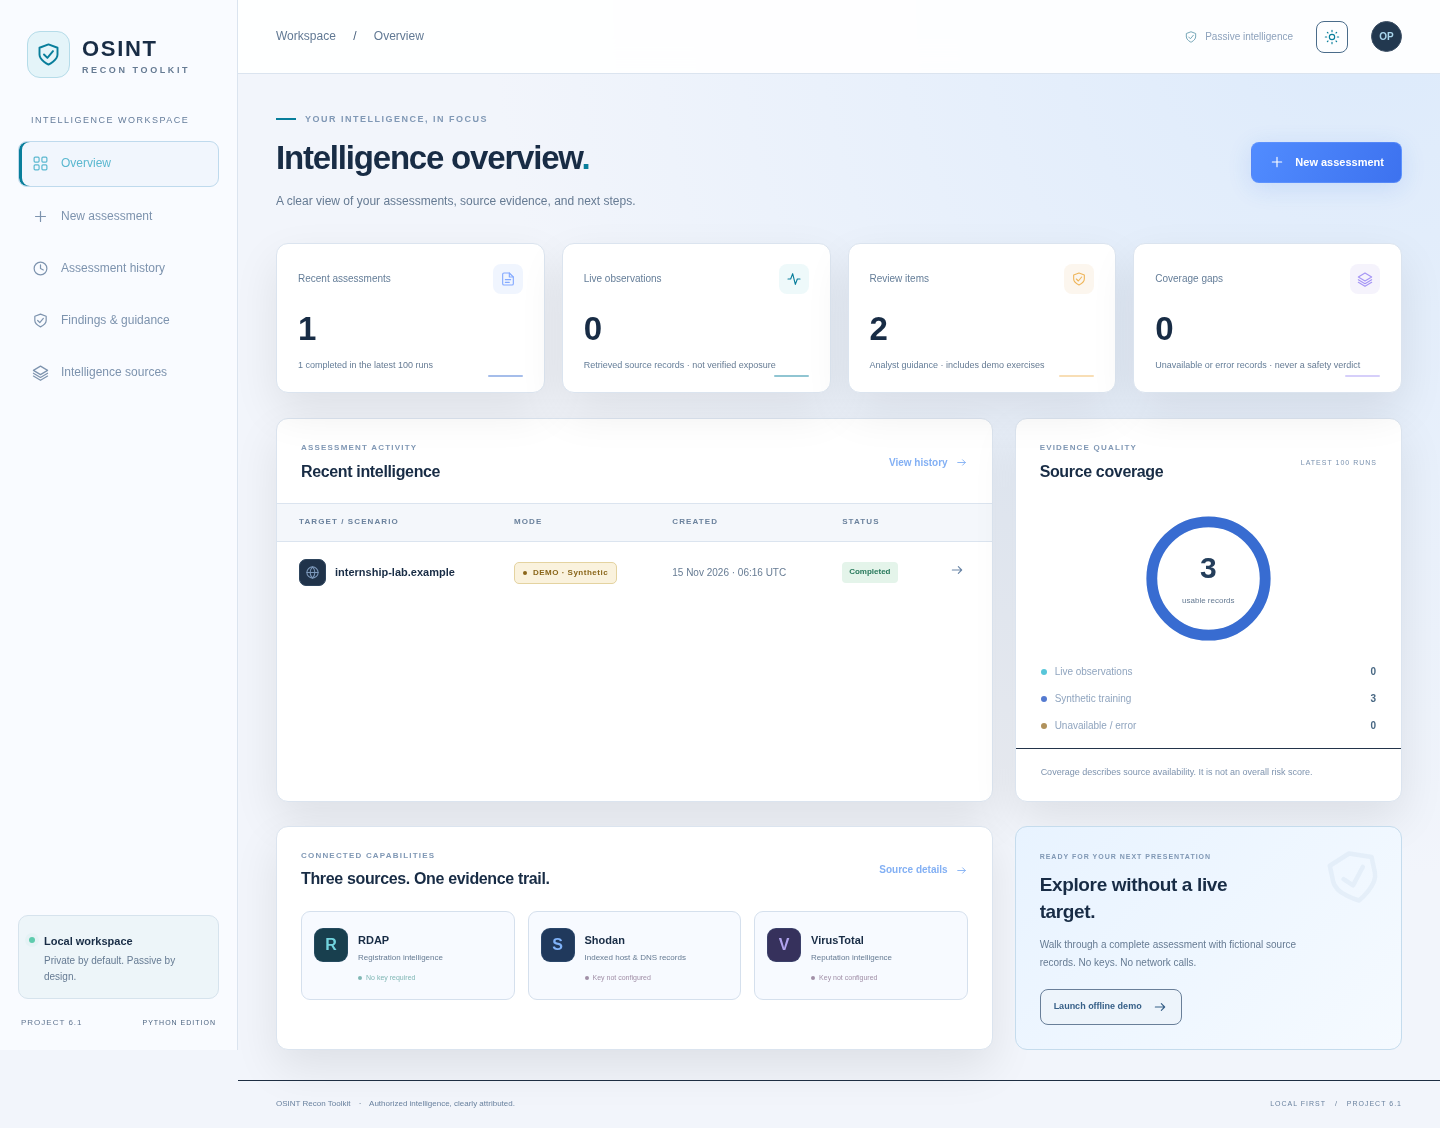 OSINT
RECON TOOLKIT
INTELLIGENCE WORKSPACE
Overview
New assessment
Assessment history
Findings & guidance
Intelligence sources
Local workspace
Private by default. Passive by
design.
PROJECT 6.1
PYTHON EDITION
Workspace / Overview
Passive intelligence
OP
YOUR INTELLIGENCE, IN FOCUS
Intelligence overview.
A clear view of your assessments, source evidence, and next steps.
New assessment
Recent assessments
1
1 completed in the latest 100 runs
Live observations
0
Retrieved source records · not verified exposure
Review items
2
Analyst guidance · includes demo exercises
Coverage gaps
0
Unavailable or error records · never a safety verdict
ASSESSMENT ACTIVITY
Recent intelligence
View history
TARGET / SCENARIO MODE CREATED STATUS
internship-lab.example DEMO · Synthetic 15 Nov 2026 · 06:16 UTC Completed
EVIDENCE QUALITY
Source coverage
LATEST 100 RUNS
3
usable records
Live observations 0
Synthetic training 3
Unavailable / error 0
Coverage describes source availability. It is not an overall risk score.
CONNECTED CAPABILITIES
Three sources. One evidence trail.
Source details
R
RDAP
Registration intelligence
No key required
S
Shodan
Indexed host & DNS records
Key not configured
V
VirusTotal
Reputation intelligence
Key not configured
READY FOR YOUR NEXT PRESENTATION
Explore without a live
target.
Walk through a complete assessment with fictional source
records. No keys. No network calls.
Launch offline demo
OSINT Recon Toolkit · Authorized intelligence, clearly attributed.
LOCAL FIRST / PROJECT 6.1